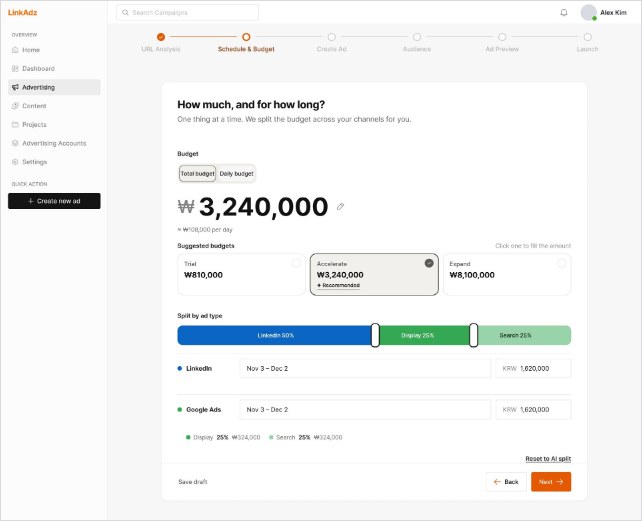 LinkAdz
Search Campaigns
Alex Kim
OVERVIEW
Home
Dashboard
Advertising
Content
Projects
Advertising Accounts
Settings
QUICK ACTION
+ Create new ad
URL Analysis
Schedule & Budget
Create Ad
Audience
Ad Preview
Launch
How much, and for how long?
One thing at a time. We split the budget across your channels for you.
Budget
Total budget Daily budget
₩ 3,240,000
≈ ₩108,000 per day
Suggested budgets
Click one to fill the amount
Trial
₩810,000
Accelerate
₩3,240,000
Recommended
Expand
₩8,100,000
Split by ad type
LinkedIn 50%
Display 25%
Search 25%
LinkedIn
Nov 3 – Dec 2
KRW 1,620,000
Google Ads
Nov 3 – Dec 2
KRW 1,620,000
Display 25% ₩324,000 Search 25% ₩324,000
Reset to AI split
Save draft
← Back
Next →